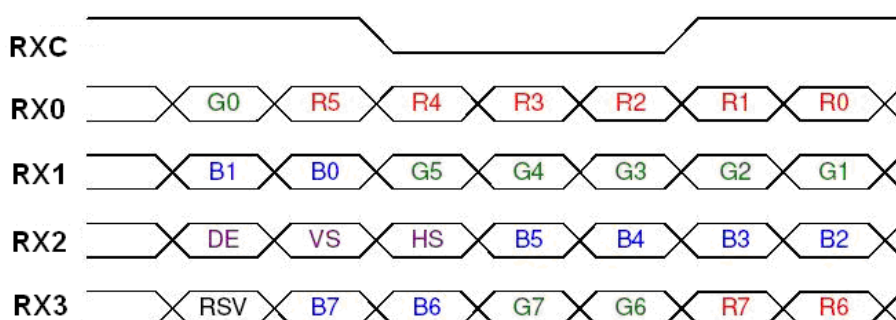 RXC
RX0 G0 R5 R4 R3 R2 R1 R0
RX1 B1 B0 G5 G4 G3 G2 G1
RX2 DE VS HS B5 B4 B3 B2
RX3 RSV B7 B6 G7 G6 R7 R6